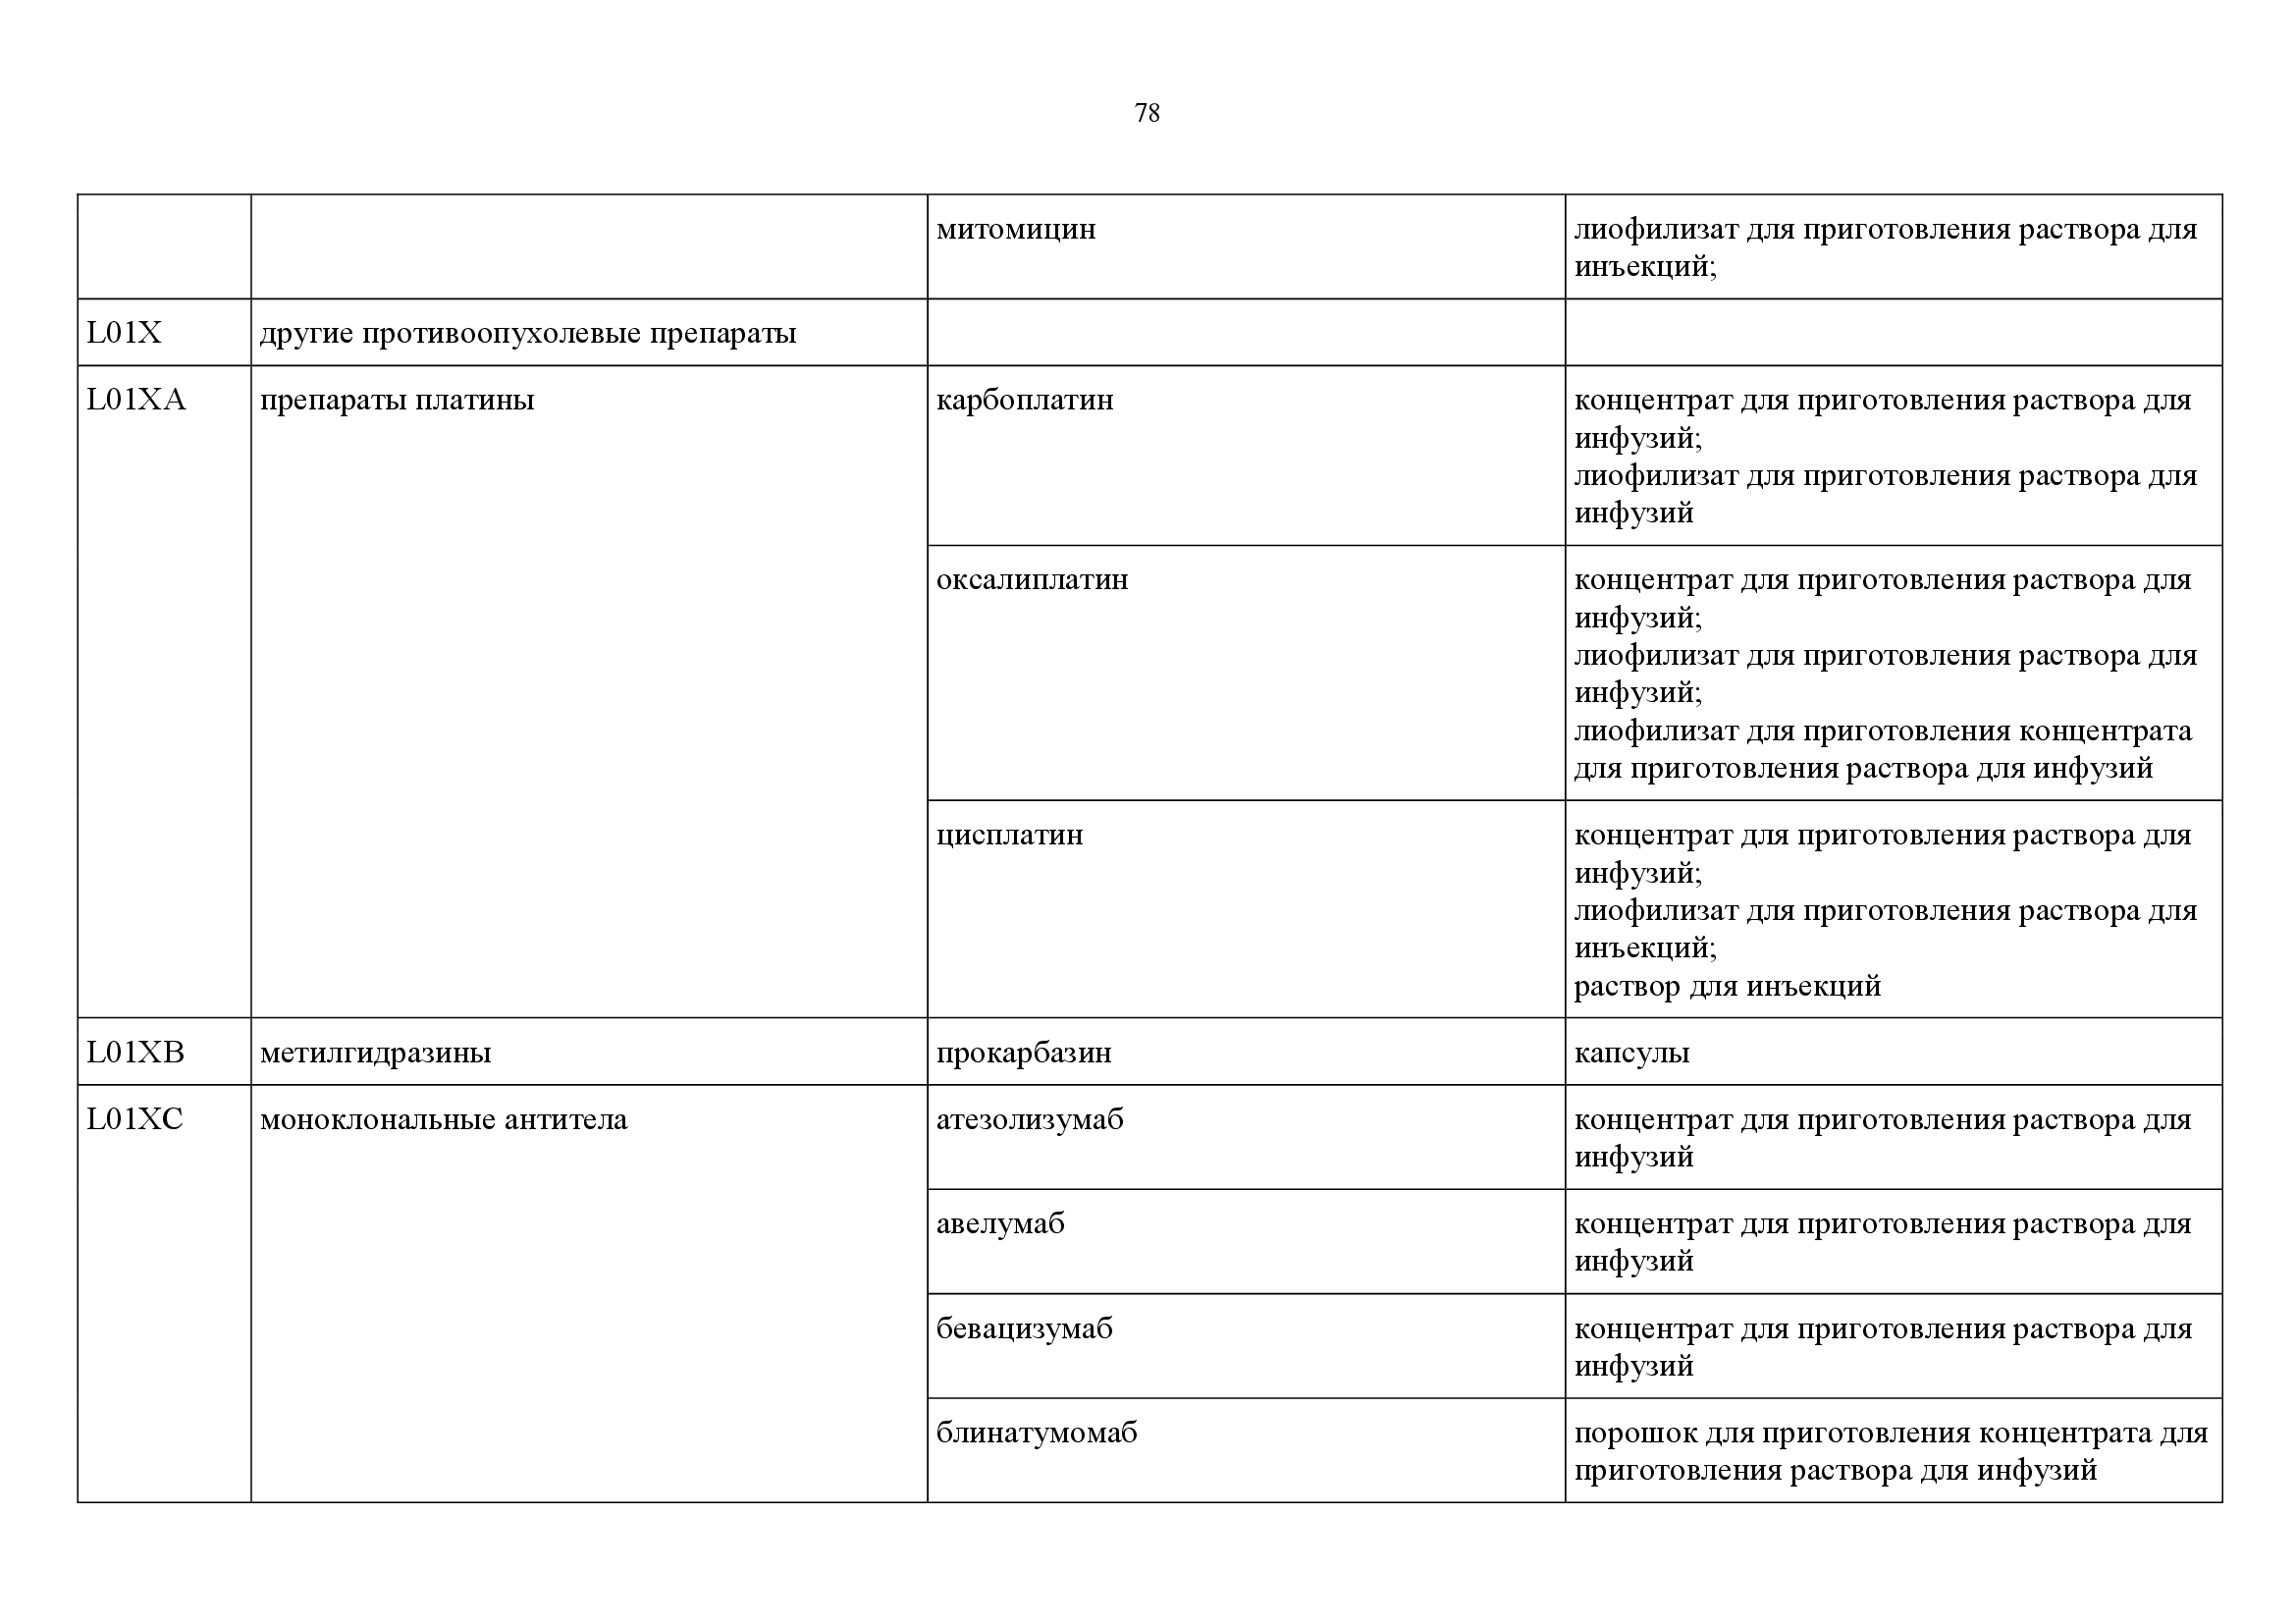 78
митомицин
лиофилизат для приготовления раствора для
инъекций;
L01X
другие противоопухолевые препараты
L01XA
препараты платины
карбоплатин
концентрат для приготовления раствора для
инфузий;
лиофилизат для приготовления раствора для
инфузий
оксалиплатин
концентрат для приготовления раствора для
инфузий;
лиофилизат для приготовления раствора для
инфузий;
лиофилизат для приготовления концентрата
для приготовления раствора для инфузий
цисплатин
концентрат для приготовления раствора для
инфузий;
лиофилизат для приготовления раствора для
инъекций;
раствор для инъекций
L01XB
метилгидразины
прокарбазин
капсулы
L01XC
моноклональные антитела
атезолизумаб
концентрат для приготовления раствора для
инфузий
авелумаб
концентрат для приготовления раствора для
инфузий
бевацизумаб
концентрат для приготовления раствора для
инфузий
блинатумомаб
порошок для приготовления концентрата для
приготовления раствора для инфузий